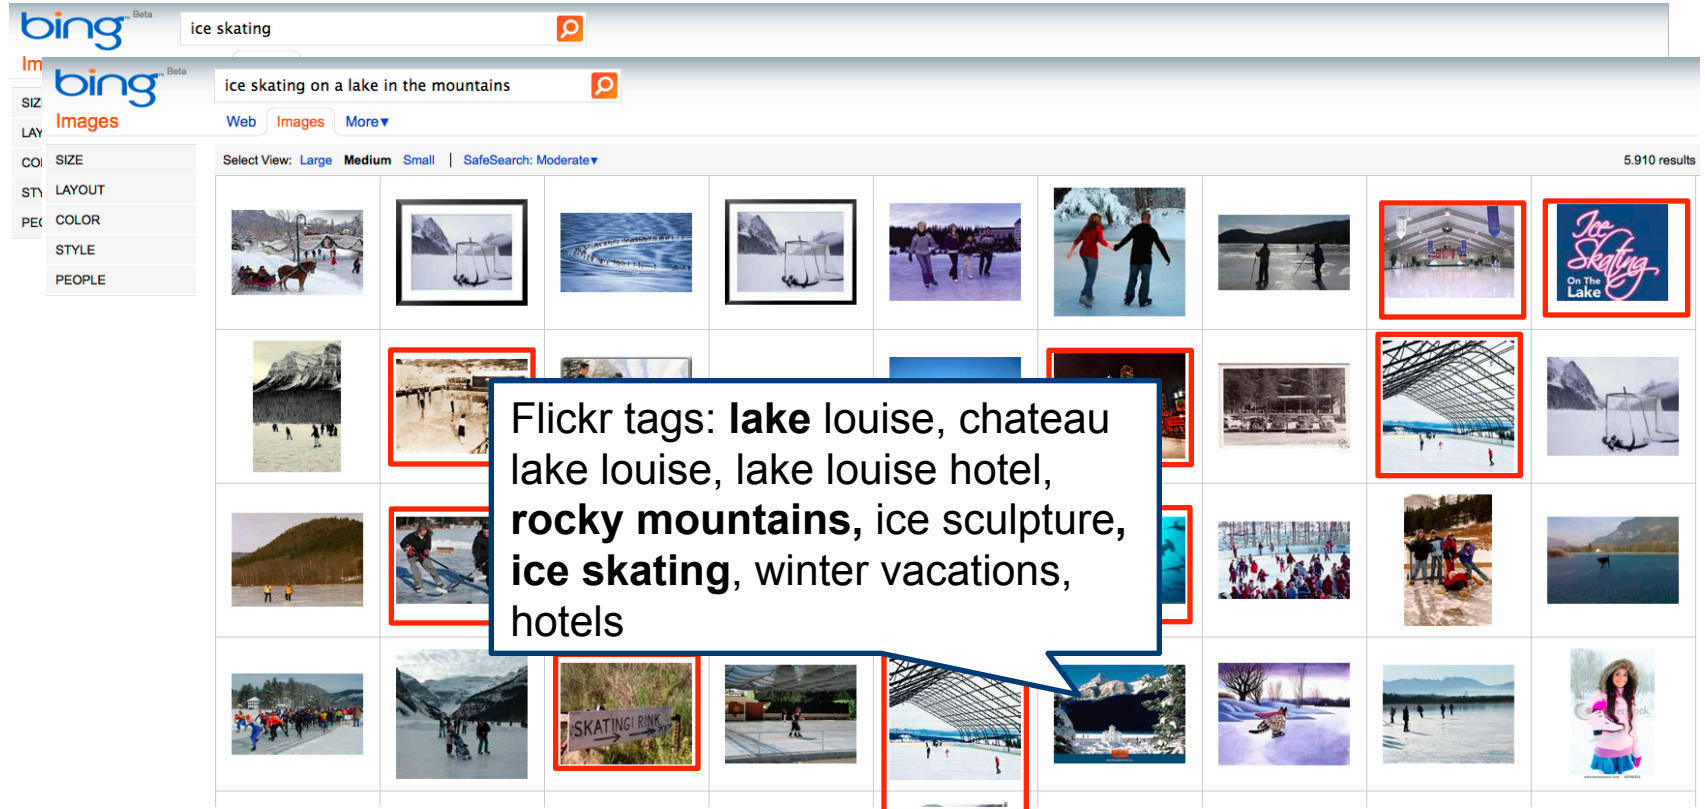 bing Beta
ice skating
Im
bing Beta
ice skating on a lake in the mountains
Images
Web Images More▾
SIZ
LAY
COL
STY
PEO
SIZE
LAYOUT
COLOR
STYLE
PEOPLE
Select View: Large Medium Small | SafeSearch: Moderate▾
5.910 results
Ice
Skating
On The
Lake
Flickr tags: lake louise, chateau
lake louise, lake louise hotel,
rocky mountains, ice sculpture,
ice skating, winter vacations,
hotels
SKATING RINK